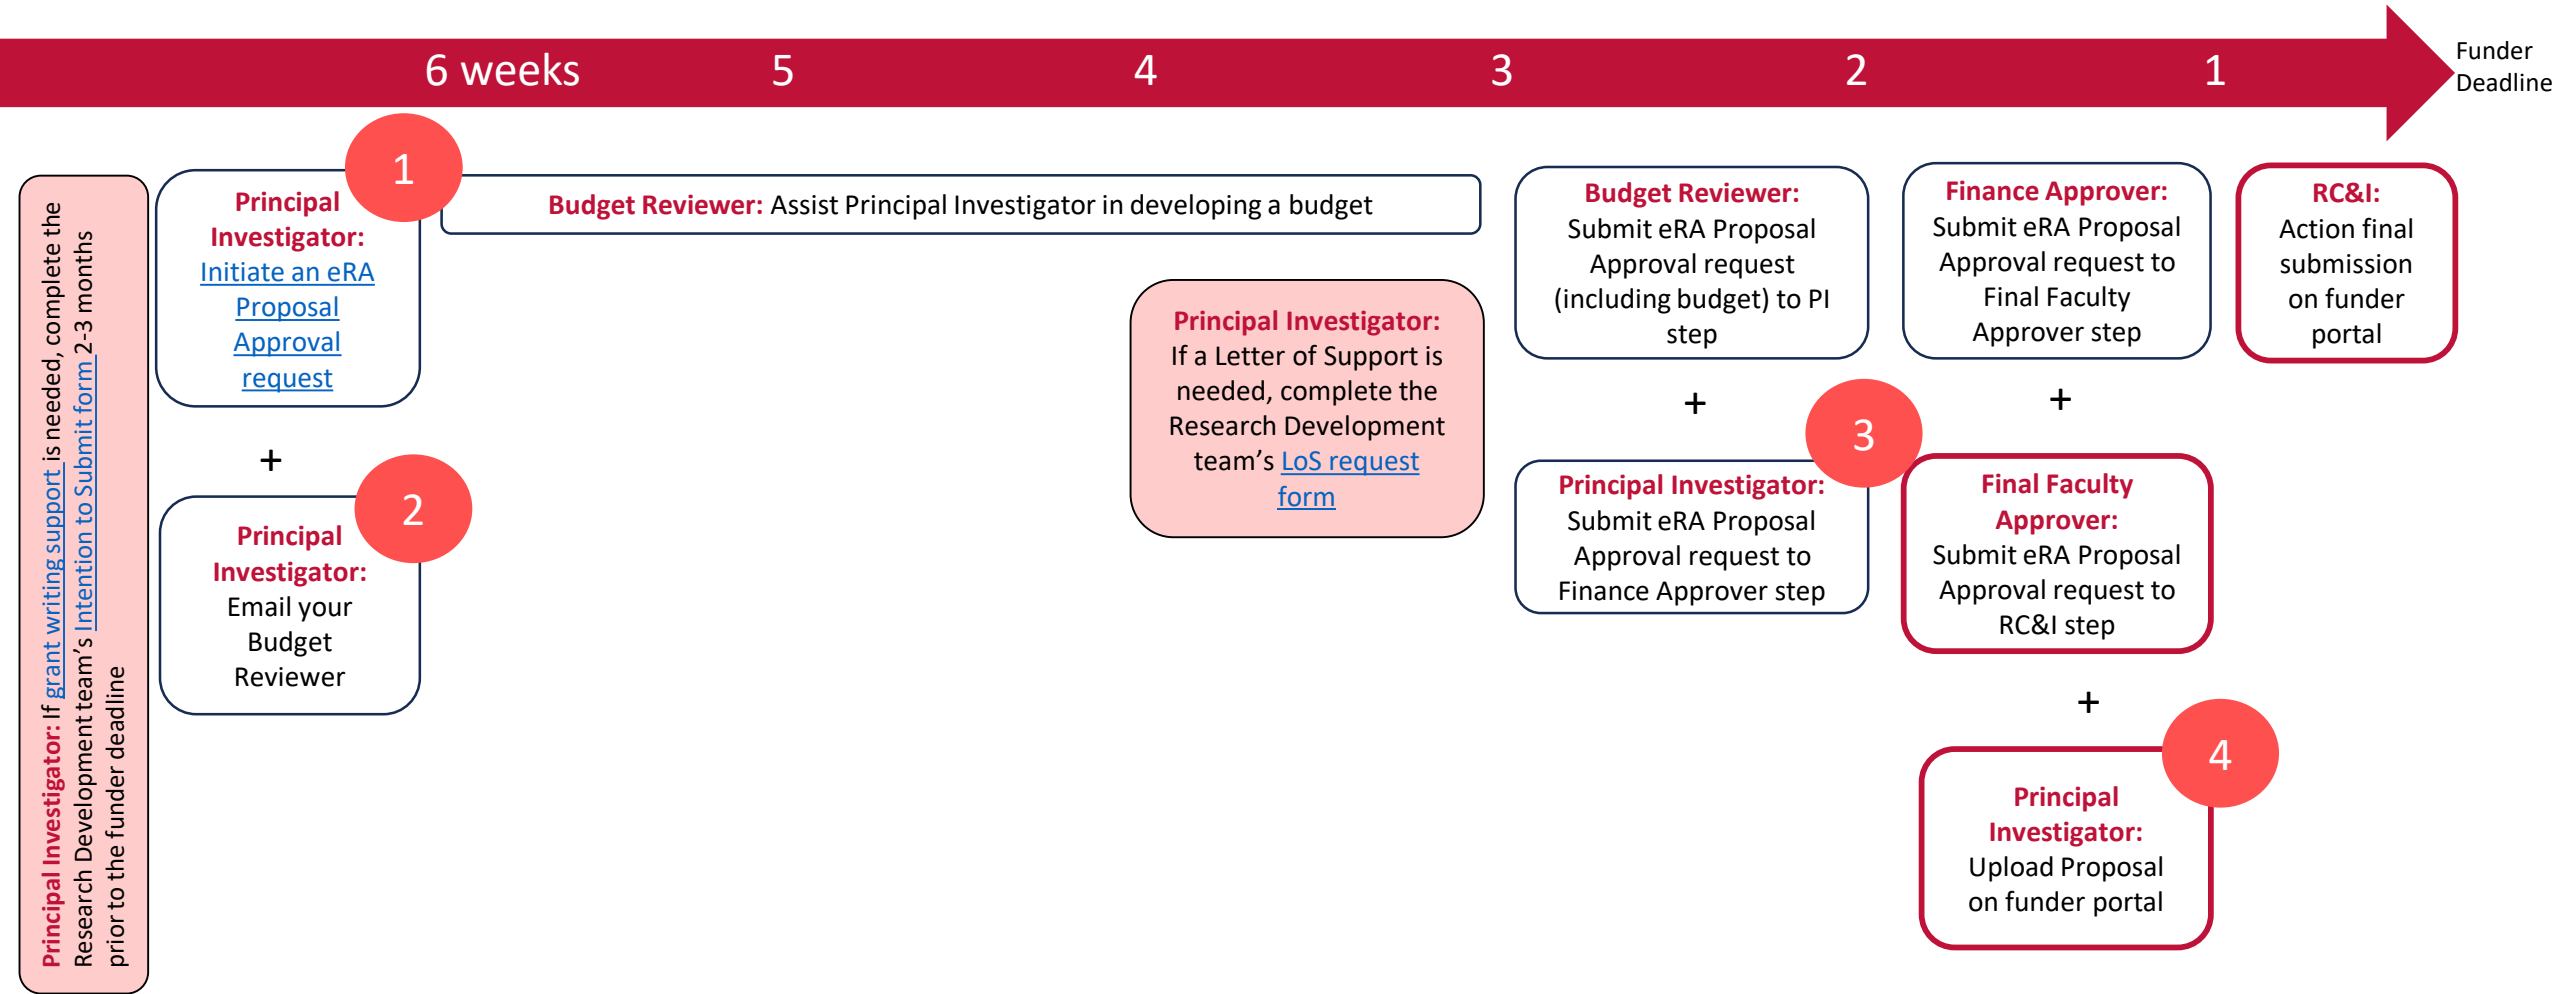 6 weeks
5
4
3
2
1
Funder
Deadline
Principal Investigator: If grant writing support is needed, complete the
Research Development team’s Intention to Submit form 2-3 months
prior to the funder deadline
1
Principal
Investigator:
Initiate an eRA
Proposal
Approval
request
+
2
Principal
Investigator:
Email your
Budget
Reviewer
Budget Reviewer: Assist Principal Investigator in developing a budget
Principal Investigator:
If a Letter of Support is
needed, complete the
Research Development
team’s LoS request
form
Budget Reviewer:
Submit eRA Proposal
Approval request
(including budget) to PI
step
+
3
Principal Investigator:
Submit eRA Proposal
Approval request to
Finance Approver step
Finance Approver:
Submit eRA Proposal
Approval request to
Final Faculty
Approver step
+
Final Faculty
Approver:
Submit eRA Proposal
Approval request to
RC&I step
+
4
Principal
Investigator:
Upload Proposal
on funder portal
RC&I:
Action final
submission
on funder
portal